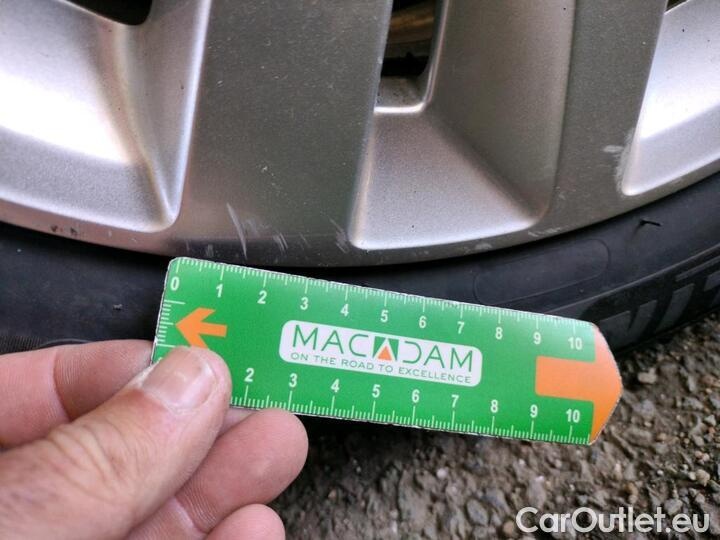 0 1 2 3 4 5 6 7 8 9 10
MACADAM
ON THE ROAD TO EXCELLENCE
2 3 4 5 6 7 8 9 10
CarOutlet.eu